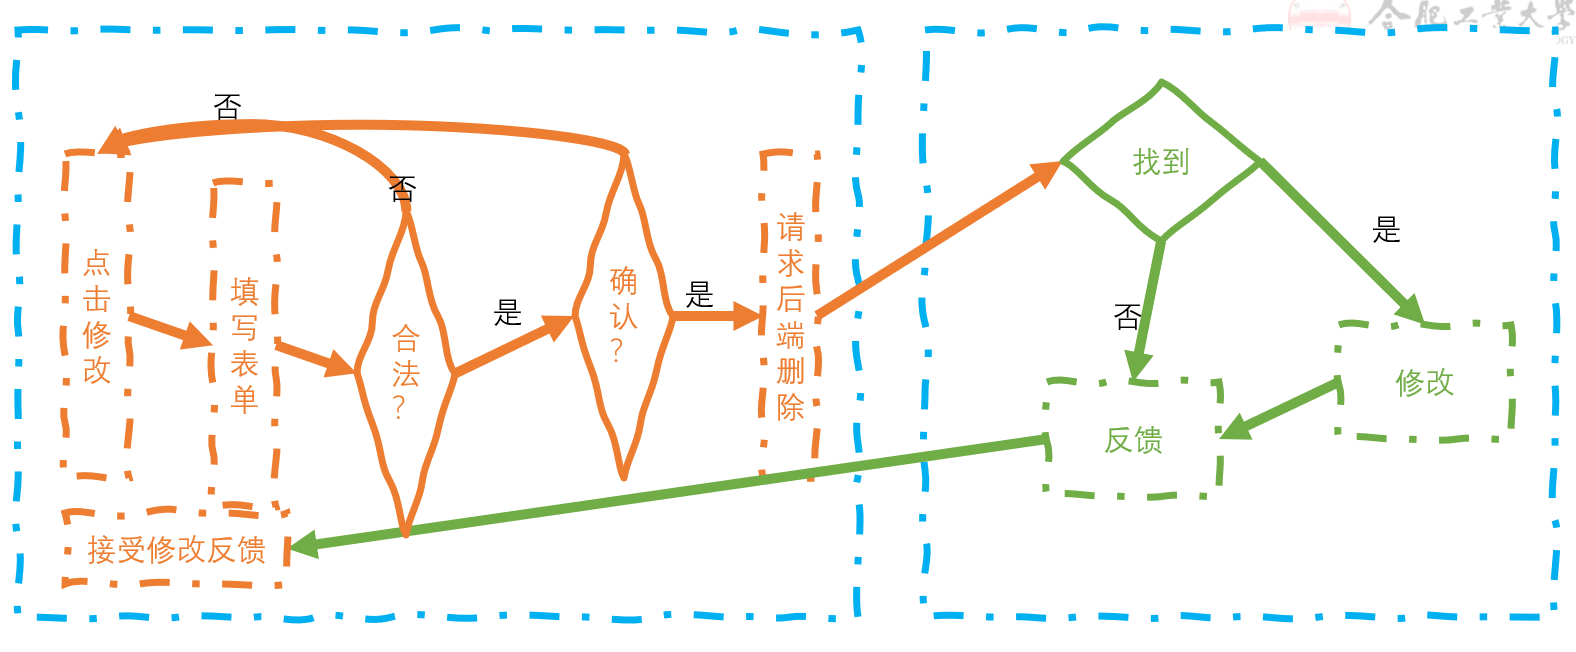 合肥工業大學
否
否
点击修改
填写表单
合法？
是
确认？
是
请求后端删除
接受修改反馈
找到
是
否
修改
反馈